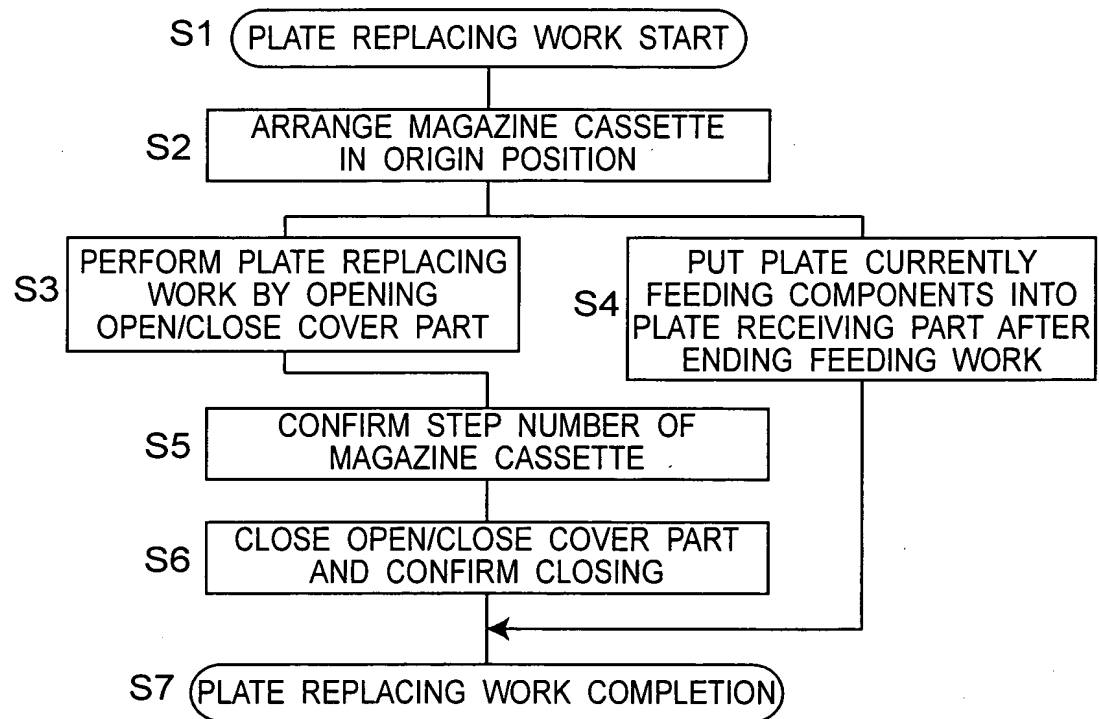 S1
PLATE REPLACING WORK START
S2
ARRANGE MAGAZINE CASSETTE
IN ORIGIN POSITION
S3
PERFORM PLATE REPLACING
WORK BY OPENING
OPEN/CLOSE COVER PART
S4
PUT PLATE CURRENTLY
FEEDING COMPONENTS INTO
PLATE RECEIVING PART AFTER
ENDING FEEDING WORK
S5
CONFIRM STEP NUMBER OF
MAGAZINE CASSETTE
S6
CLOSE OPEN/CLOSE COVER PART
AND CONFIRM CLOSING
S7
PLATE REPLACING WORK COMPLETION